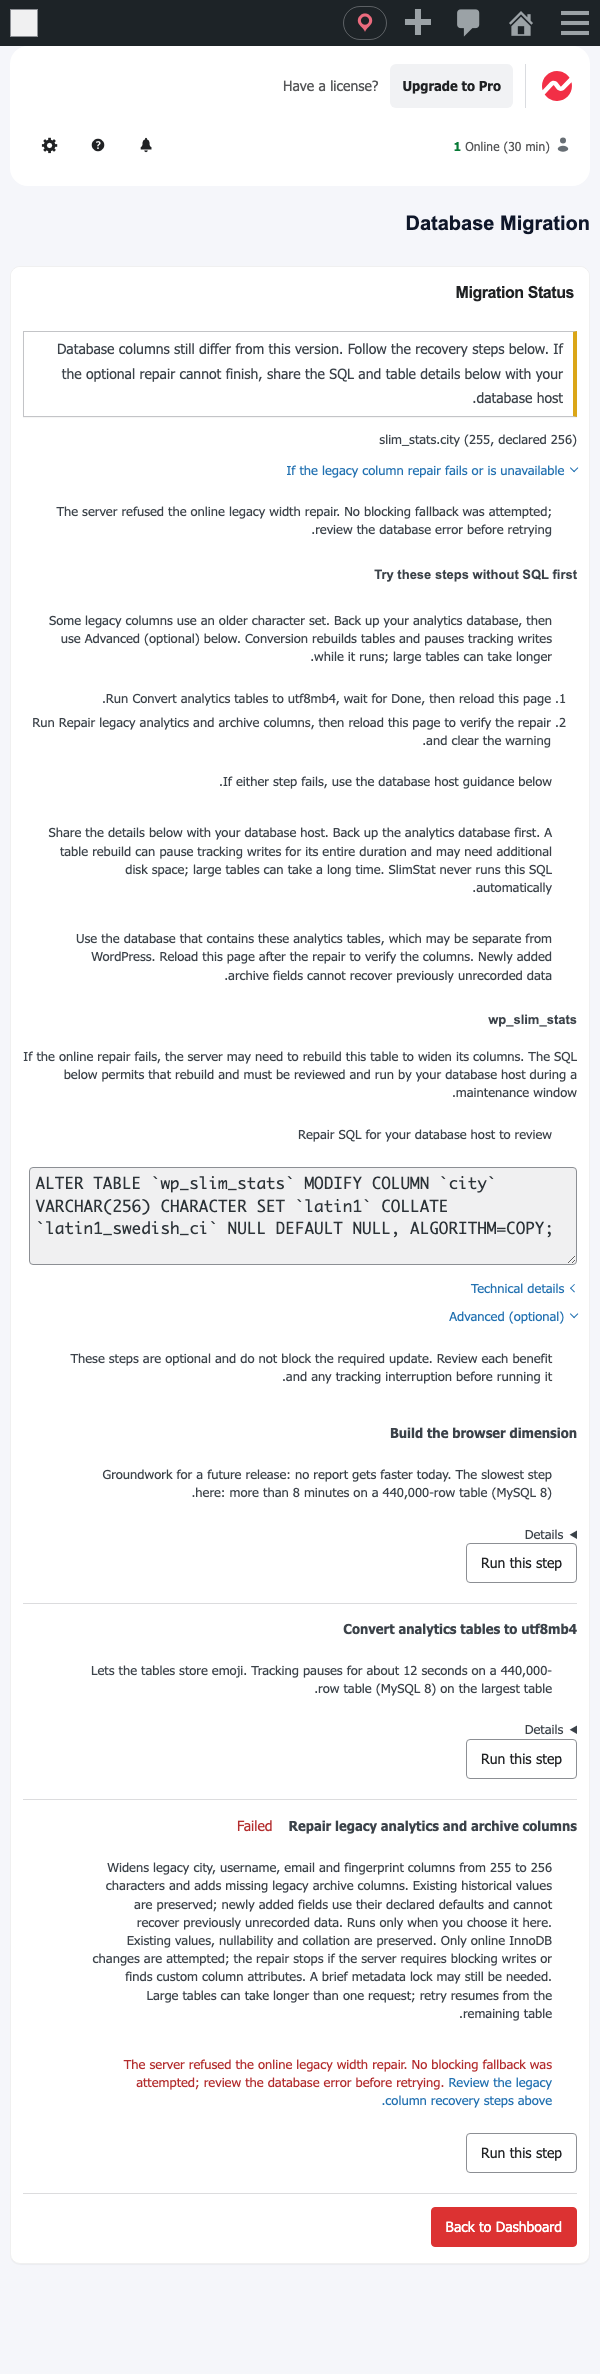 Have a license? Upgrade to Pro
1 Online (30 min)
Database Migration
Migration Status
Database columns still differ from this version. Follow the recovery steps below. If
the optional repair cannot finish, share the SQL and table details below with your
.database host
slim_stats.city (255, declared 256)
If the legacy column repair fails or is unavailable
The server refused the online legacy width repair. No blocking fallback was attempted;
.review the database error before retrying
Try these steps without SQL first
Some legacy columns use an older character set. Back up your analytics database, then
use Advanced (optional) below. Conversion rebuilds tables and pauses tracking writes
.while it runs; large tables can take longer
.Run Convert analytics tables to utf8mb4, wait for Done, then reload this page .1
Run Repair legacy analytics and archive columns, then reload this page to verify the repair .2
.and clear the warning
.If either step fails, use the database host guidance below
Share the details below with your database host. Back up the analytics database first. A
table rebuild can pause tracking writes for its entire duration and may need additional
disk space; large tables can take a long time. SlimStat never runs this SQL
.automatically
Use the database that contains these analytics tables, which may be separate from
WordPress. Reload this page after the repair to verify the columns. Newly added
.archive fields cannot recover previously unrecorded data
wp_slim_stats
If the online repair fails, the server may need to rebuild this table to widen its columns. The SQL
below permits that rebuild and must be reviewed and run by your database host during a
.maintenance window
Repair SQL for your database host to review
ALTER TABLE `wp_slim_stats` MODIFY COLUMN `city`
VARCHAR(256) CHARACTER SET `latin1` COLLATE
`latin1_swedish_ci` NULL DEFAULT NULL, ALGORITHM=COPY;
Technical details
Advanced (optional)
These steps are optional and do not block the required update. Review each benefit
.and any tracking interruption before running it
Build the browser dimension
Groundwork for a future release: no report gets faster today. The slowest step
.here: more than 8 minutes on a 440,000-row table (MySQL 8)
Details
Run this step
Convert analytics tables to utf8mb4
Lets the tables store emoji. Tracking pauses for about 12 seconds on a 440,000-
.row table (MySQL 8) on the largest table
Details
Run this step
Failed Repair legacy analytics and archive columns
Widens legacy city, username, email and fingerprint columns from 255 to 256
characters and adds missing legacy archive columns. Existing historical values
are preserved; newly added fields use their declared defaults and cannot
recover previously unrecorded data. Runs only when you choose it here.
Existing values, nullability and collation are preserved. Only online InnoDB
changes are attempted; the repair stops if the server requires blocking writes or
finds custom column attributes. A brief metadata lock may still be needed.
Large tables can take longer than one request; retry resumes from the
.remaining table
The server refused the online legacy width repair. No blocking fallback was
attempted; review the database error before retrying. Review the legacy
.column recovery steps above
Run this step
Back to Dashboard